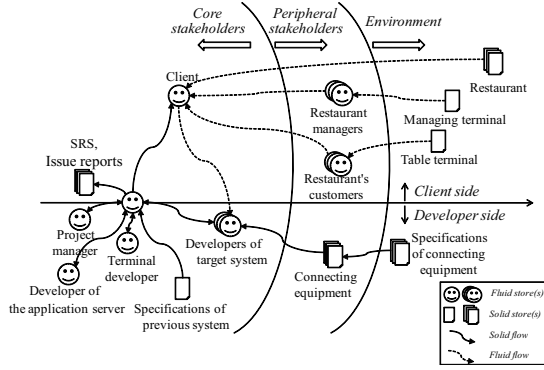 Core
stakeholders
Peripheral
stakeholders
Environment
Client
Restaurant
Restaurant
managers
Managing terminal
SRS,
Issue reports
Table terminal
Restaurant's
customers
Client side
Developer side
Project
manager
Terminal
developer
Developers of
target system
Specifications
of connecting
equipment
Connecting
equipment
Developer of
the application server
Specifications of
previous system
Fluid store(s)
Solid store(s)
Solid flow
Fluid flow